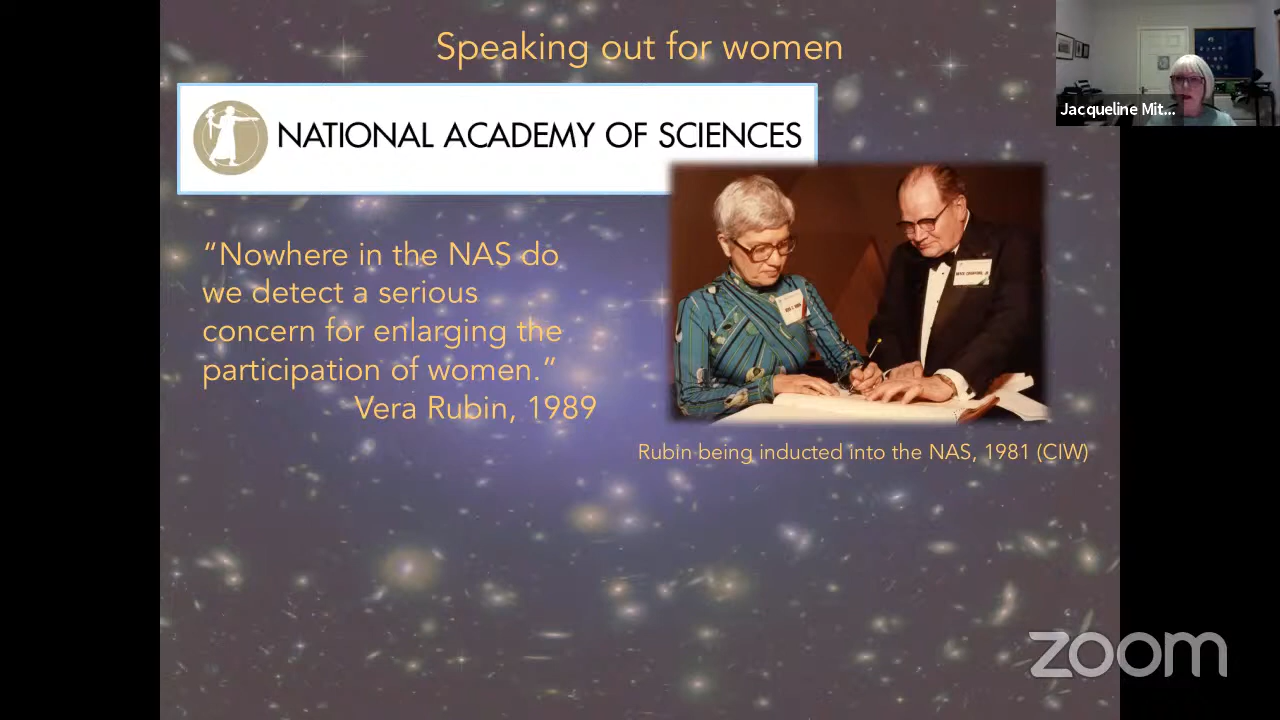 Speaking out for women
NATIONAL ACADEMY OF SCIENCES
Jacqueline Mit...
“Nowhere in the NAS do
we detect a serious
concern for enlarging the
participation of women.”
Vera Rubin, 1989
Rubin being inducted into the NAS, 1981 (CIW)
zoom